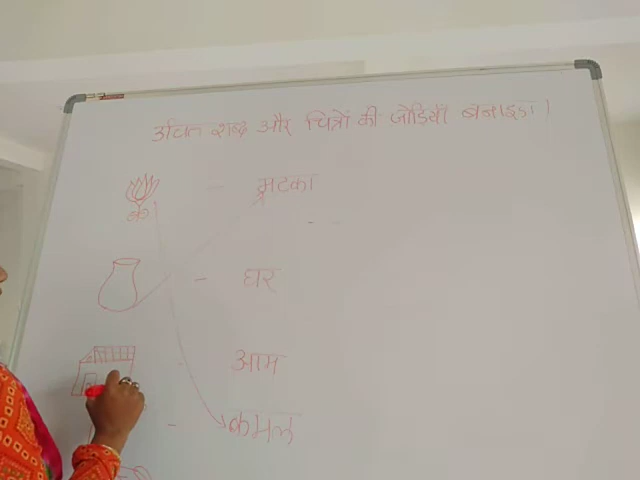 उचित शब्द और चित्रों की जोडियाँ बनाइए।
मटका
घर
आम
कमल